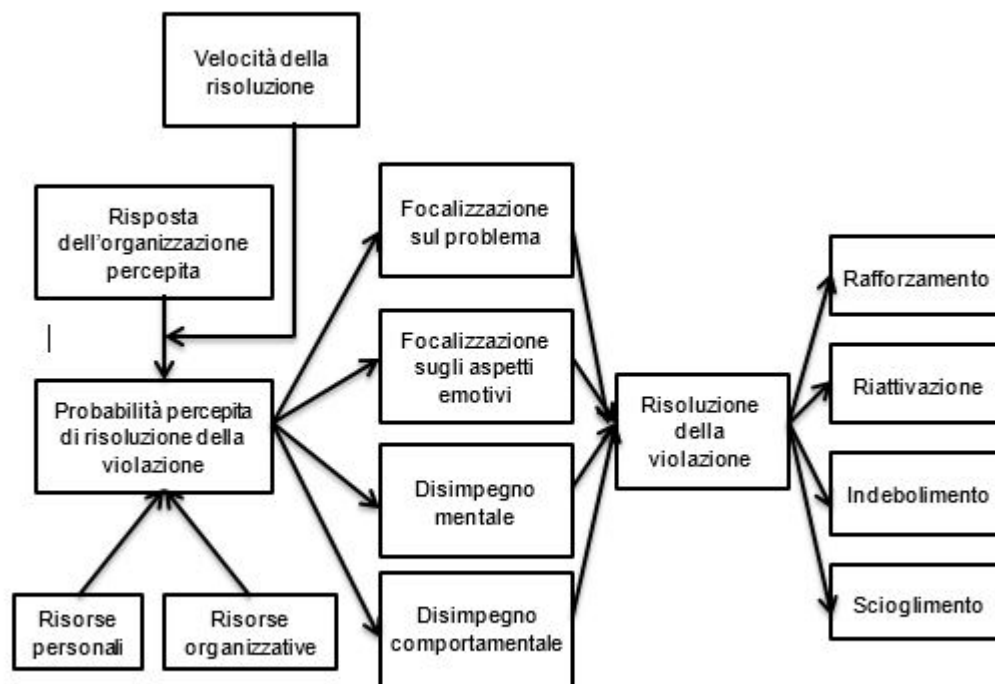 Velocità della
risoluzione
Risposta
dell'organizzazione
percepita
Probabilità percepita
di risoluzione della
violazione
Risorse
personali
Risorse
organizzative
Focalizzazione
sul problema
Focalizzazione
sugli aspetti
emotivi
Disimpegno
mentale
Disimpegno
comportamentale
Risoluzione
della
violazione
Rafforzamento
Riattivazione
Indebolimento
Scioglimento